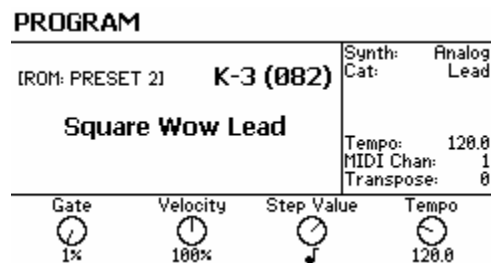 PROGRAM
[ROM: PRESET 2] K-3 (082)
Square Wow Lead
Synth: Analog
Cat: Lead
Tempo: 120.0
MIDI Chan: 1
Transpose: 0
Gate Velocity Step Value Tempo
1% 100% 120.0